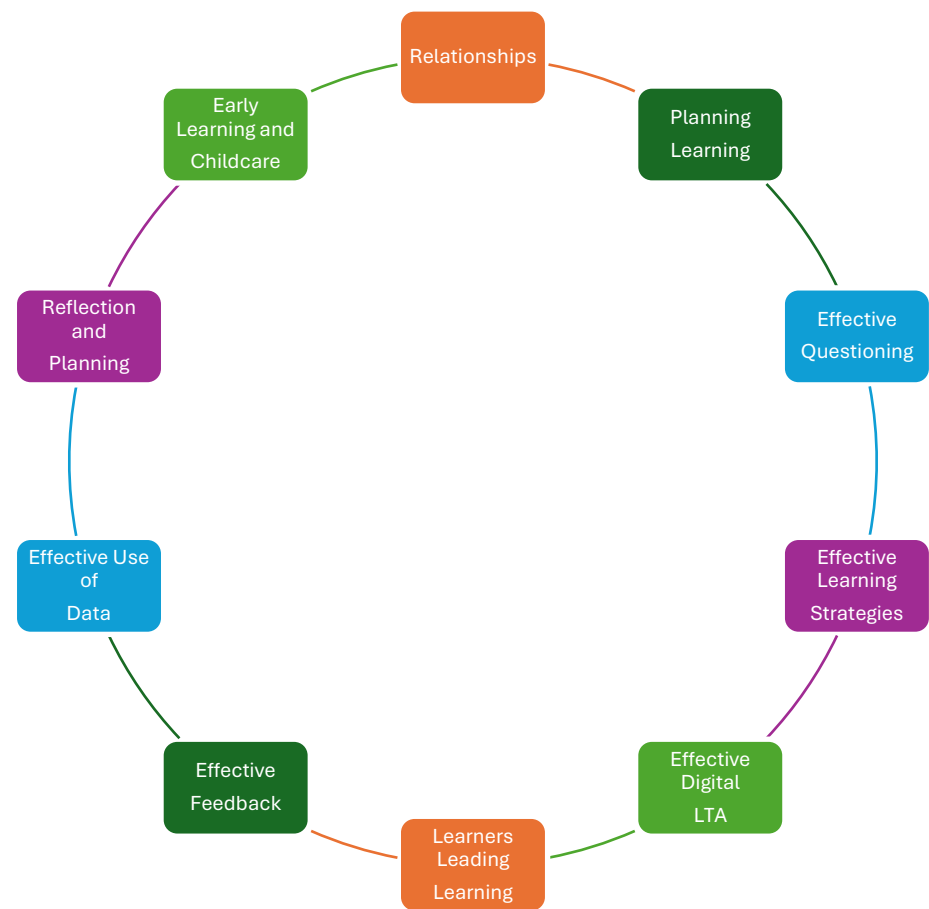 Relationships
Planning
Learning
Effective
Questioning
Effective
Learning
Strategies
Effective
Digital
LTA
Learners
Leading
Learning
Effective
Feedback
Effective Use
of
Data
Reflection
and
Planning
Early
Learning and
Childcare